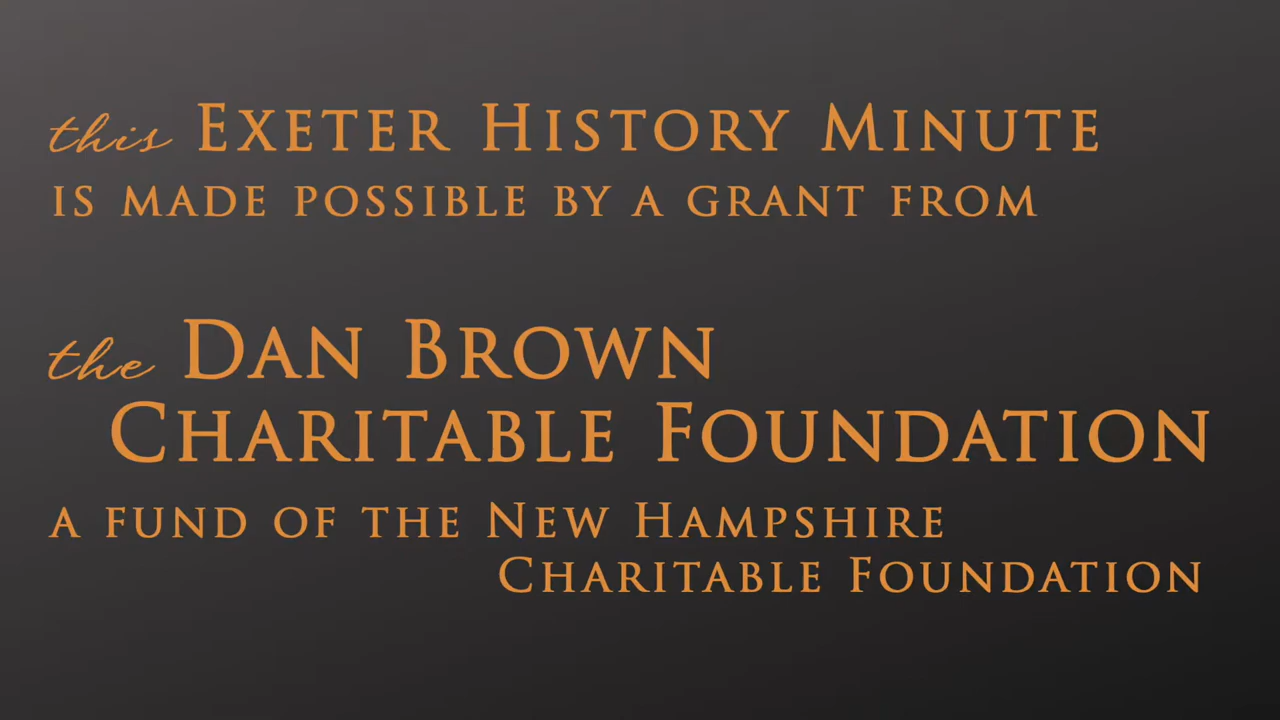 this Exeter History Minute
is made possible by a grant from
the Dan Brown
Charitable Foundation
a fund of the New Hampshire
Charitable Foundation